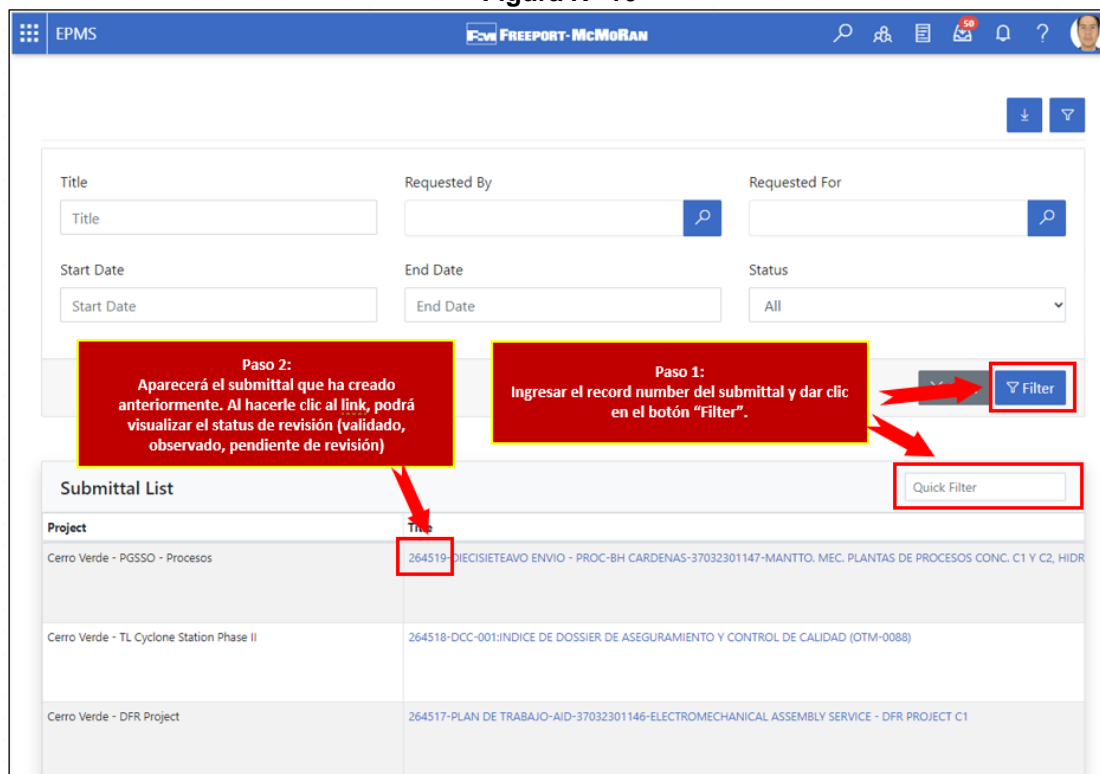 EPMS
FCX FREEPORT-MCMORAN
50
?
Title
Requested By
Requested For
Title
Start Date
End Date
Status
Start Date
End Date
All
Paso 2:
Aparecerá el submittal que ha creado
anteriormente. Al hacerle clic al link, podrá
visualizar el status de revisión (validado,
observado, pendiente de revisión)
Paso 1:
Ingresar el record number del submittal y dar clic
en el botón “Filter”.
Filter
Submittal List
Quick Filter
Project
Title
Cerro Verde - PGSSO - Procesos
264519-DIECISIETEAVO ENVIO - PROC-BH CARDENAS-37032301147-MANTTO. MEC. PLANTAS DE PROCESOS CONC. C1 Y C2, HIDR
Cerro Verde - TL Cyclone Station Phase II
264518-DCC-001:INDICE DE DOSSIER DE ASEGURAMIENTO Y CONTROL DE CALIDAD (OTM-0088)
Cerro Verde - DFR Project
264517-PLAN DE TRABAJO-AID-37032301146-ELECTROMECHANICAL ASSEMBLY SERVICE - DFR PROJECT C1